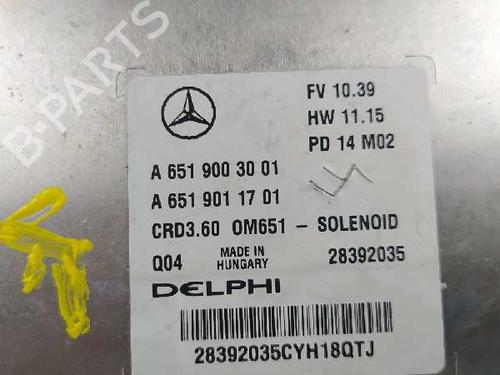 B-PARTS
FV 10.39
HW 11.15
PD 14 M02
A 651 900 30 01
A 651 901 17 01
CRD3.60 OM651 - SOLENOID
Q04 MADE IN HUNGARY 28392035
DELPHI
28392035CYH18QTJ